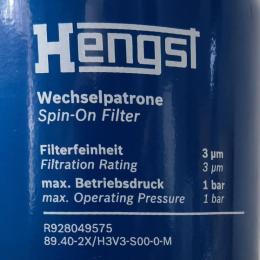 Hengst
Wechselpatrone
Spin-On Filter
Filterfeinheit 3 µm
Filtration Rating 3 µm
max. Betriebsdruck 1 bar
max. Operating Pressure 1 bar
R928049575
89.40-2X/H3V3-S00-0-M